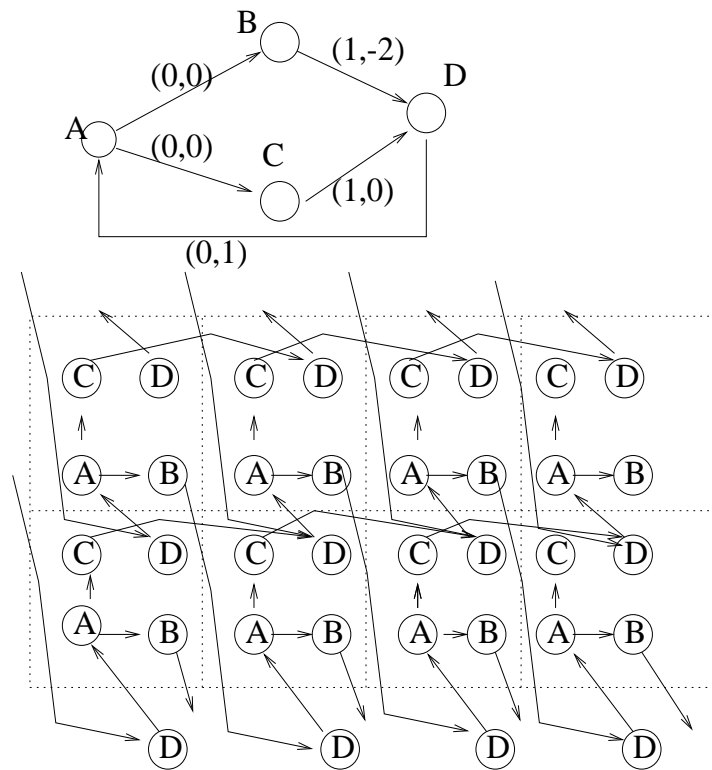 B
(1,-2)
D
(0,0)
A
(0,0)
C
(1,0)
(0,1)
C D C D C D C D
A B A B A B A B
C D C D C D C D
A B A B A B A B
D D D D